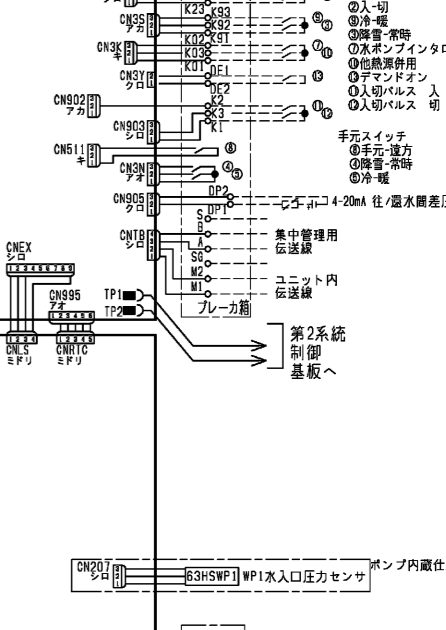 ②入-切
⑨冷-暖
③降雪-常時
⑦水ポンプインタロ
⑩他熱源併用
⑬デマンドオン
⑪入切パルス 入
⑫入切パルス 切
K23
K93
K92
K91
CN3S
アカ
321
⑨
③
K02
K03
K01
CN3K
キ
⑦
⑩
DE1
DE2
CN3Y
クロ
⑬
CN902
アカ
K2
K3
K1
⑪
⑫
CN903
シロ
手元スイッチ
⑧手元-遠方
④降雪-常時
⑤冷-暖
CN511
キ
⑧
CN3N
アオ
④
⑤
CN905
クロ
DP2
DP1
4-20mA 往/還水間差圧
CNTB
シロ
S
B
A
SG
M2
M1
集中管理用
伝送線
ユニット内
伝送線
ブレーカ箱
CNEX
シロ
123456789
CN995
アオ
123456
TP1
TP2
1234
CNLS
ミドリ
12345
CNRTC
ミドリ
第2系統
制御
基板へ
CN207
シロ
321
63HSWP1
WP1水入口圧力センサ
ポンプ内蔵仕